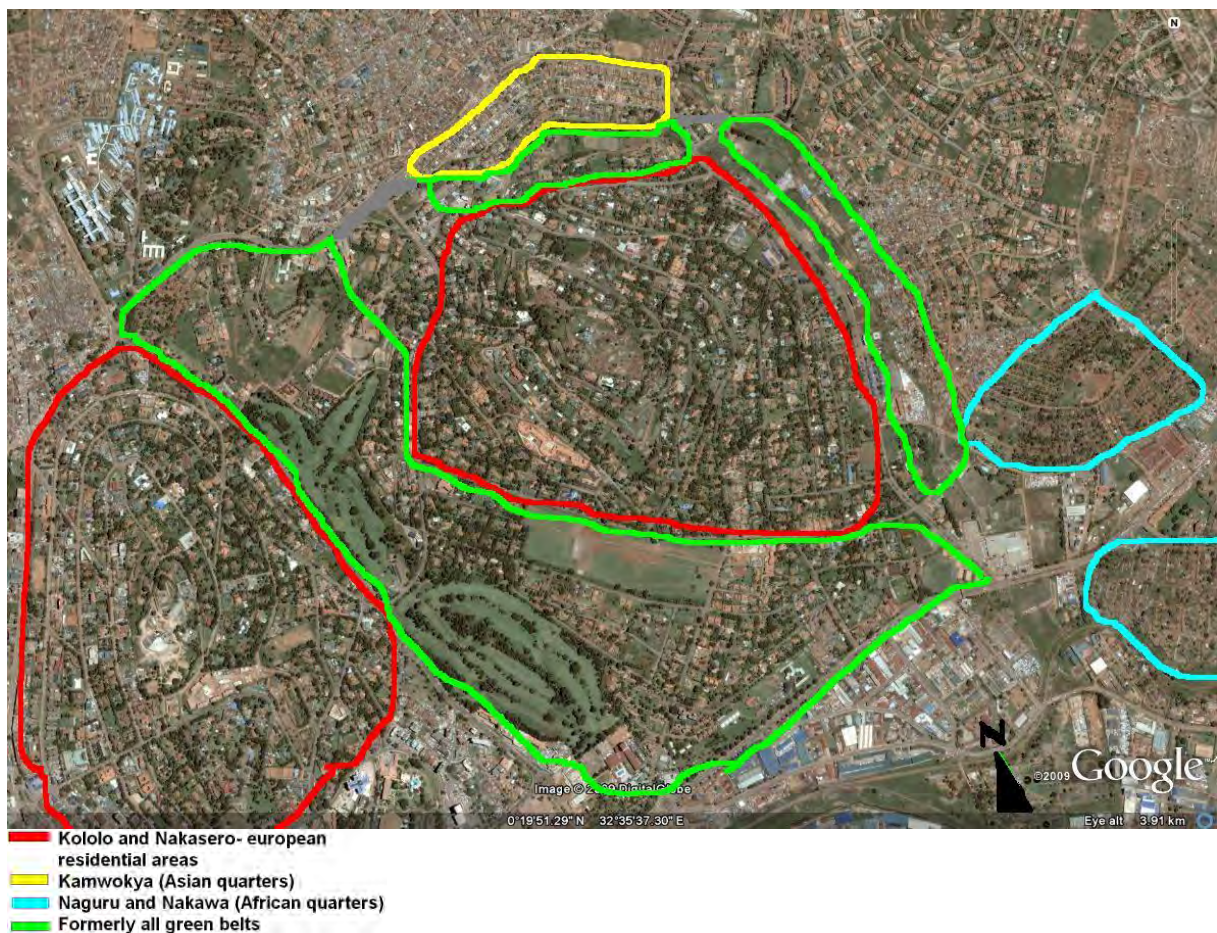 N
N
©2009 Google™
Image © 2009 DigitalGlobe
0°19'51.29" N 32°35'37.30" E
Eye alt 3.91 km
Kololo and Nakasero- european
residential areas
Kamwokya (Asian quarters)
Naguru and Nakawa (African quarters)
Formerly all green belts